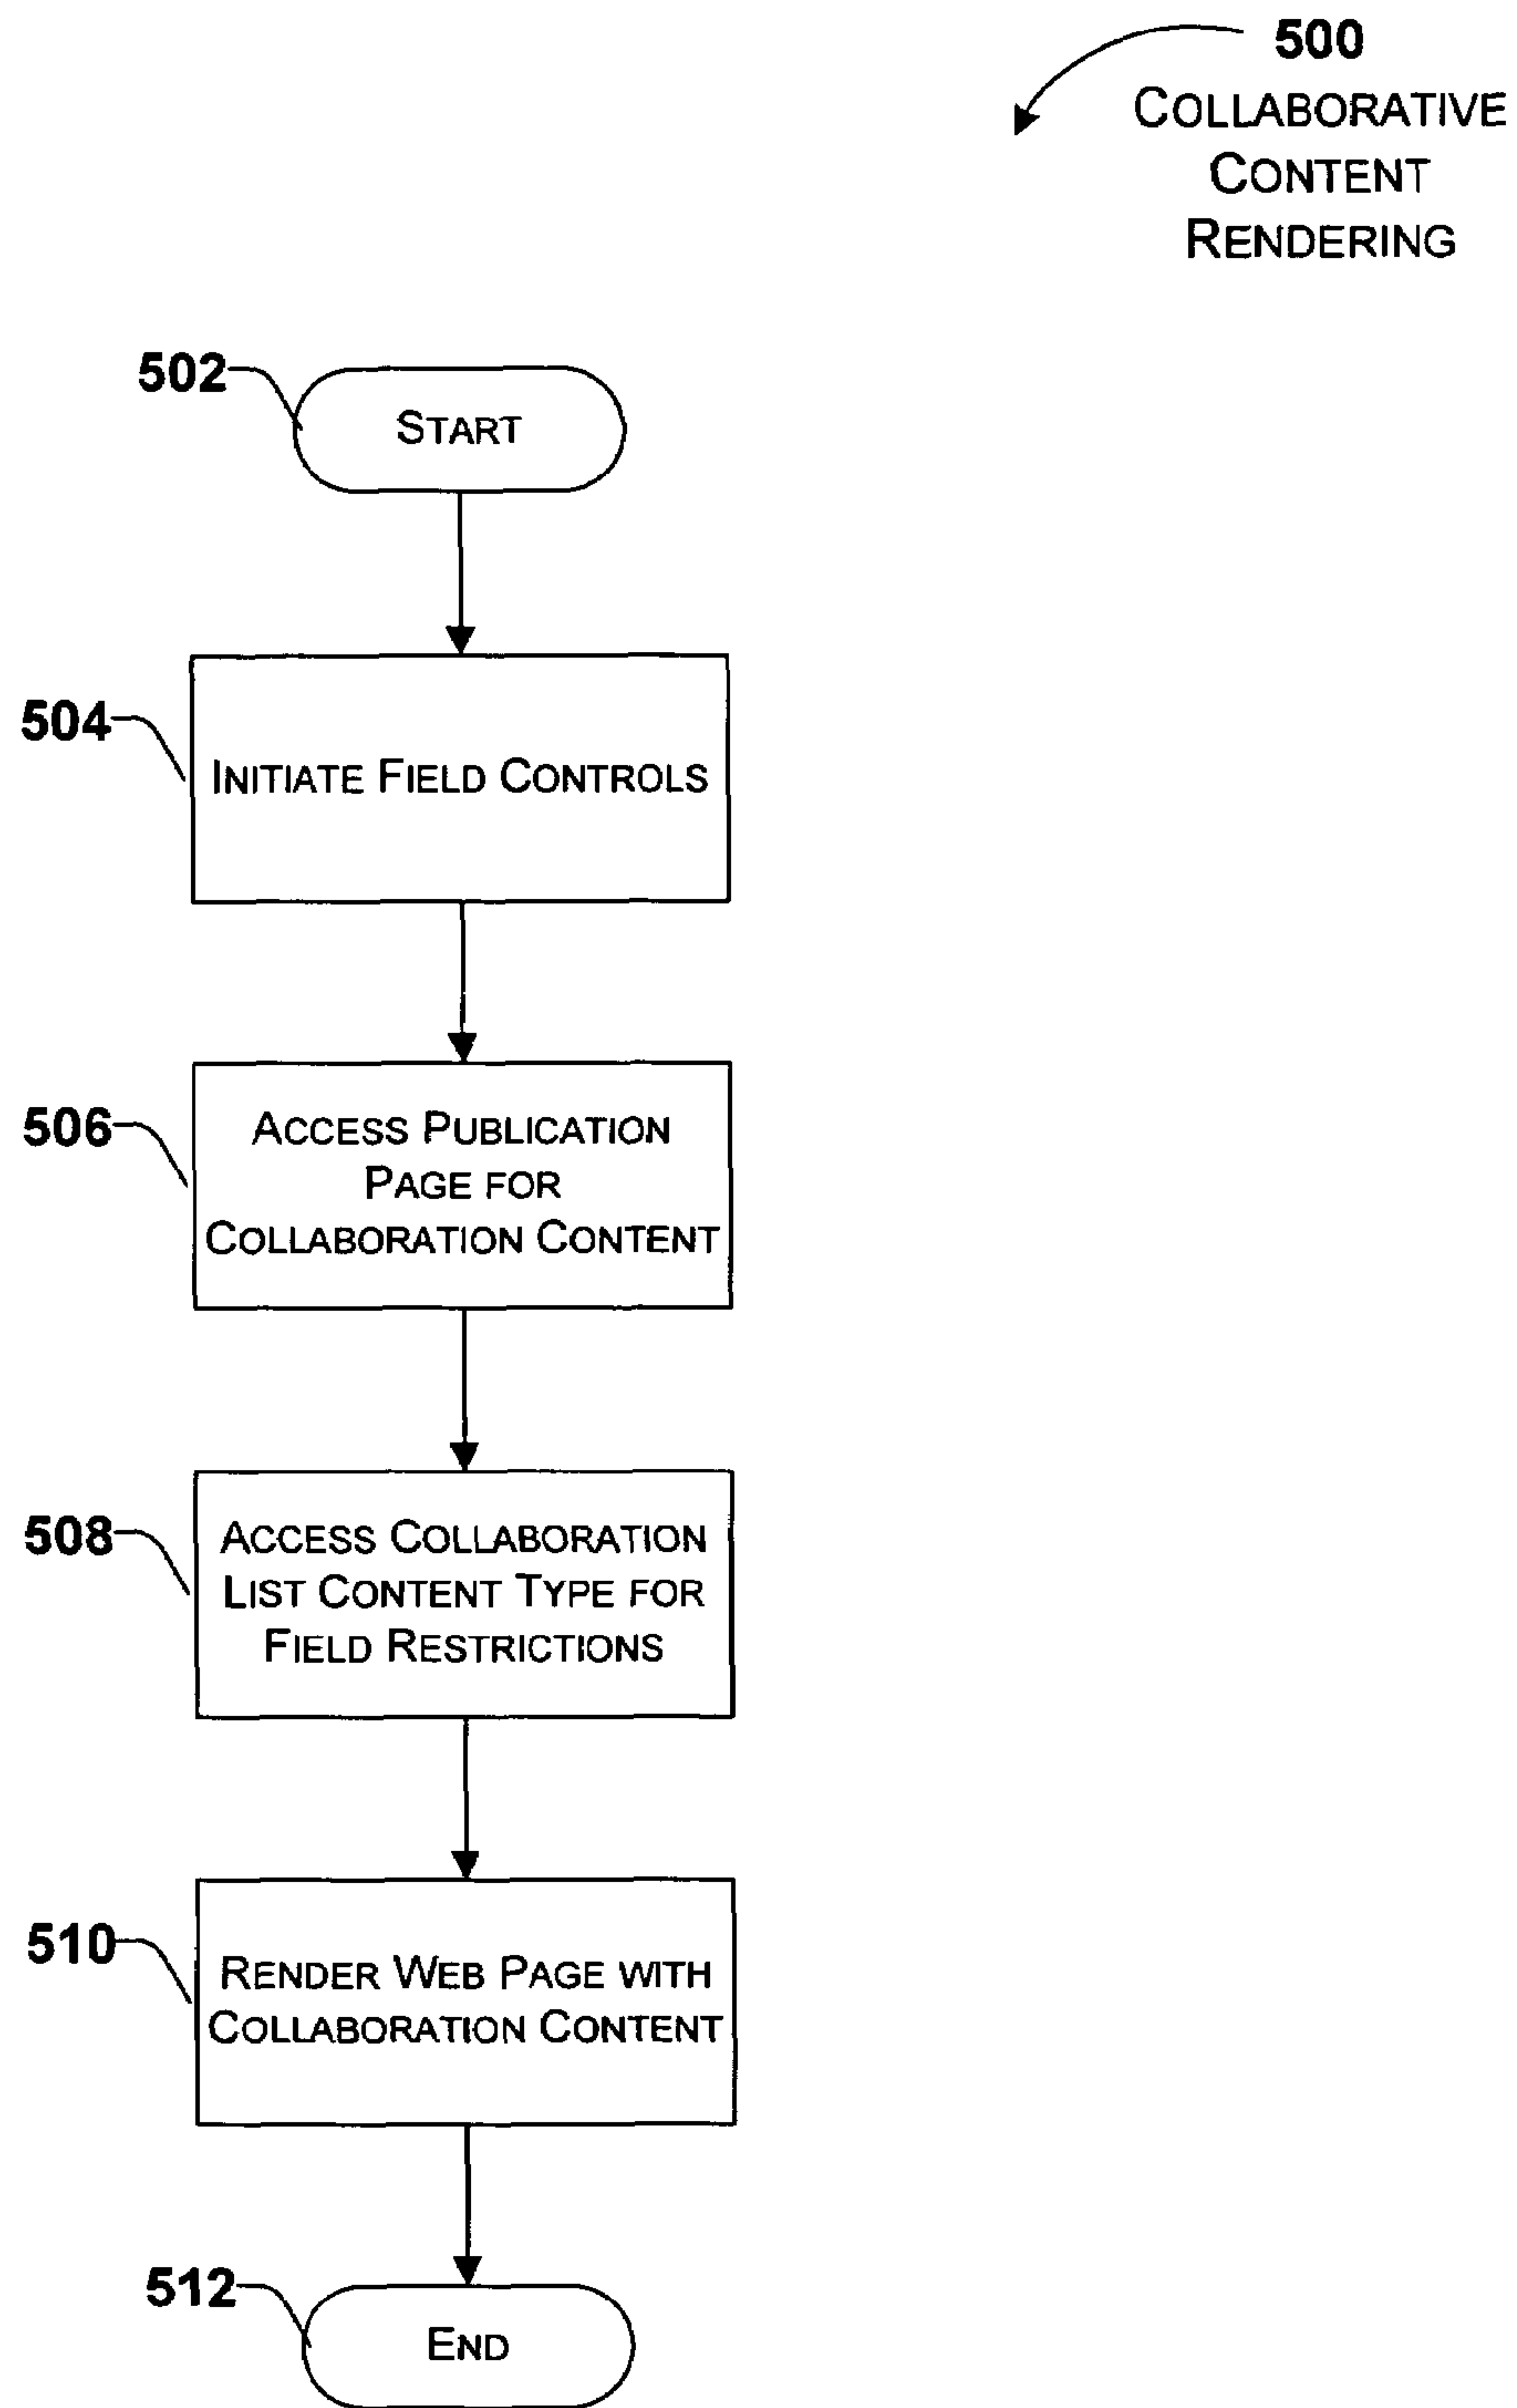 500
COLLABORATIVE
CONTENT
RENDERING
502
START
504
INITIATE FIELD CONTROLS
506
ACCESS PUBLICATION
PAGE FOR
COLLABORATION CONTENT
508
ACCESS COLLABORATION
LIST CONTENT TYPE FOR
FIELD RESTRICTIONS
510
RENDER WEB PAGE WITH
COLLABORATION CONTENT
512
END